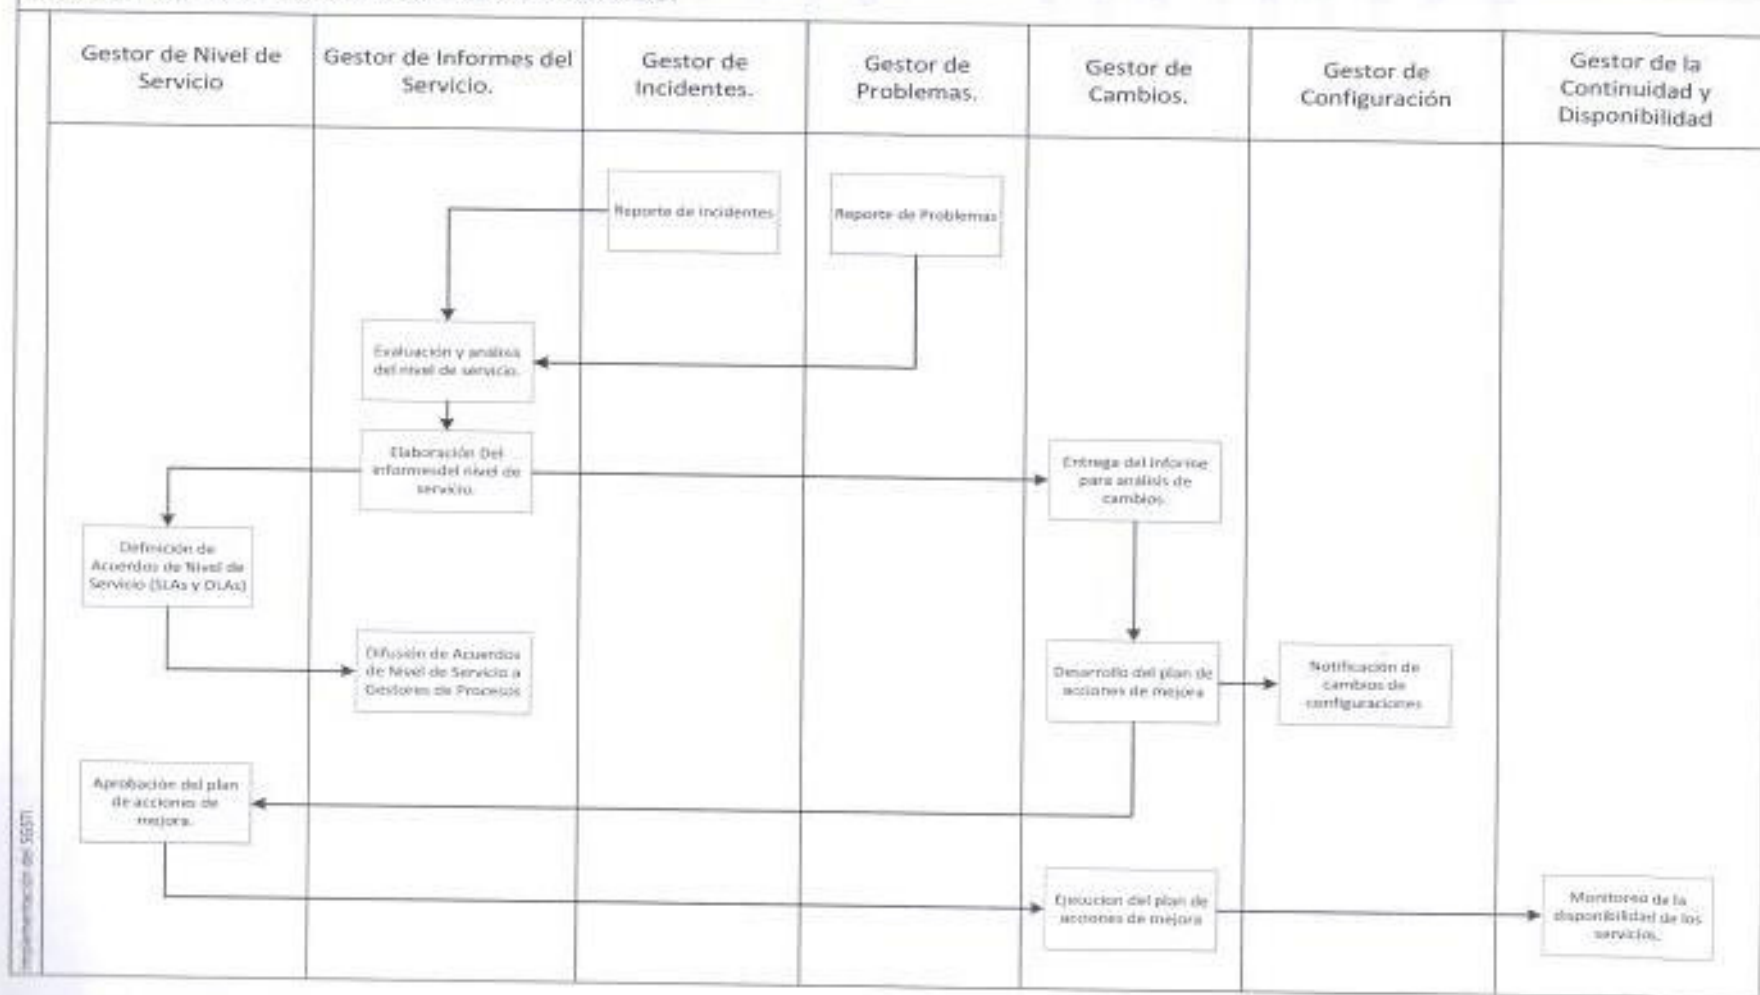 Gestor de Nivel de
Servicio
Gestor de Informes del
Servicio.
Gestor de
Incidentes.
Gestor de
Problemas.
Gestor de
Cambios.
Gestor de
Configuración
Gestor de la
Continuidad y
Disponibilidad
Reporte de Incidentes
Reporte de Problemas
Evaluación y análisis
del nivel de servicio.
Elaboración Del
informesdel nivel de
servicio.
Entrega del informe
para análisis de
cambios.
Definición de
Acuerdos de Nivel de
Servicio (SLAs y OLAs)
Difusión de Acuerdos
de Nivel de Servicio a
Gestores de Procesos
Desarrollo del plan de
acciones de mejora
Notificación de
cambios de
configuraciones
Aprobación del plan
de acciones de
mejora.
Ejecucion del plan de
acciones de mejora
Monitoreo de la
disponibilidad de los
servicios.
Implementación del SGSTI